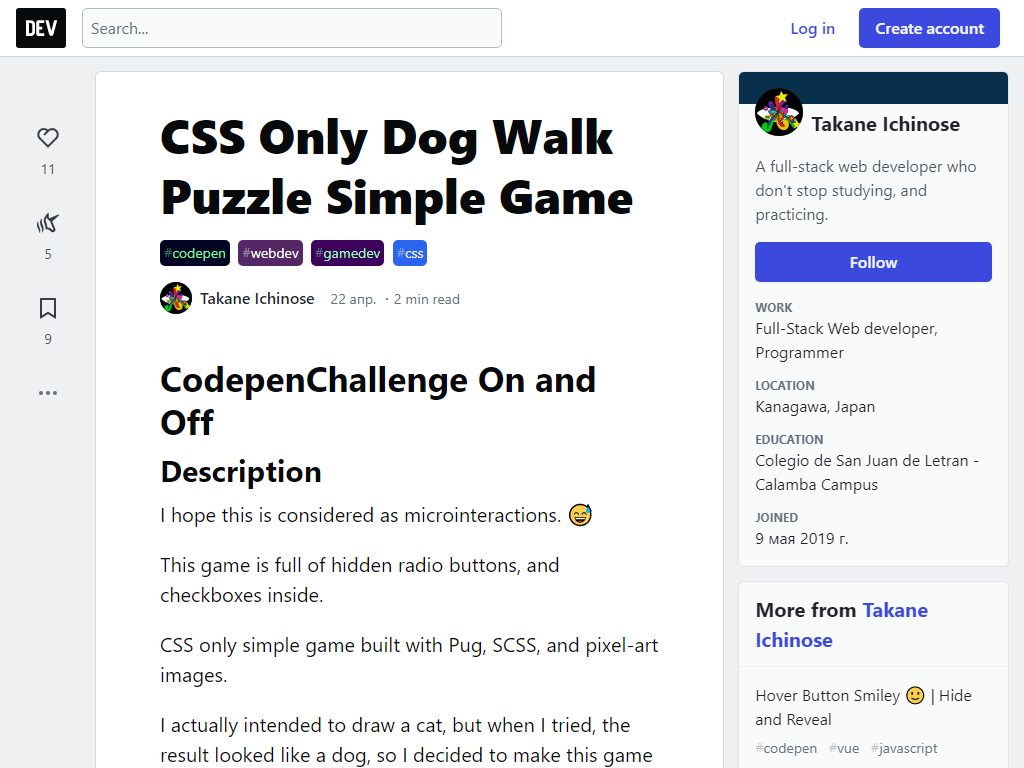 DEV
Search...
Log in
Create account
11
5
9
CSS Only Dog Walk
Puzzle Simple Game
#codepen #webdev #gamedev #css
Takane Ichinose 22 апр. · 2 min read
CodepenChallenge On and
Off
Description
I hope this is considered as microinteractions. 😅
This game is full of hidden radio buttons, and
checkboxes inside.
CSS only simple game built with Pug, SCSS, and pixel-art
images.
I actually intended to draw a cat, but when I tried, the
result looked like a dog, so I decided to make this game
Takane Ichinose
A full-stack web developer who
don't stop studying, and
practicing.
Follow
WORK
Full-Stack Web developer,
Programmer
LOCATION
Kanagawa, Japan
EDUCATION
Colegio de San Juan de Letran -
Calamba Campus
JOINED
9 мая 2019 г.
More from Takane
Ichinose
Hover Button Smiley 🙂 | Hide
and Reveal
#codepen #vue #javascript